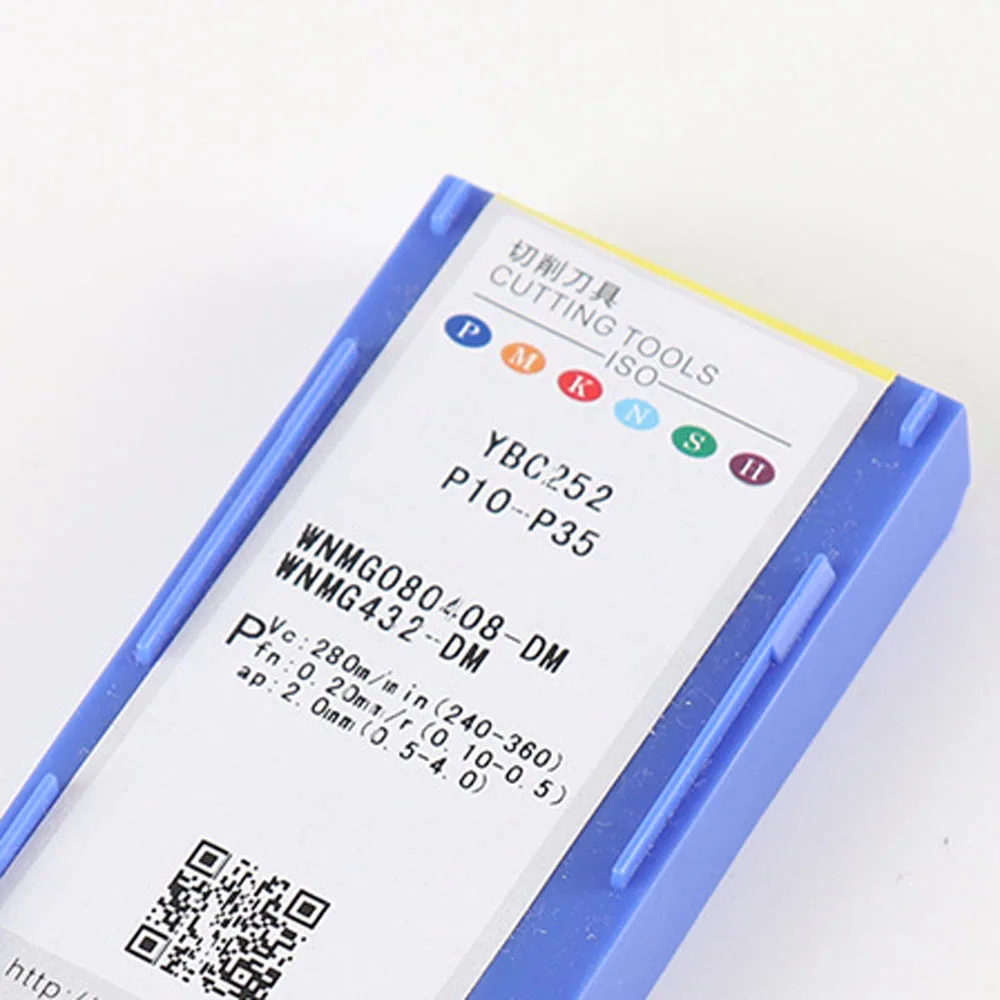 切削刀具
CUTTING TOOLS
ISO
P M K N S H
YBC252
P10--P35
WNMG080408-DM
WNMG432--DM
P Vc:280m/min(240-360)
fn:0.20mm/r(0.10-0.5)
ap:2.0mm(0.5-4.0)
http:/